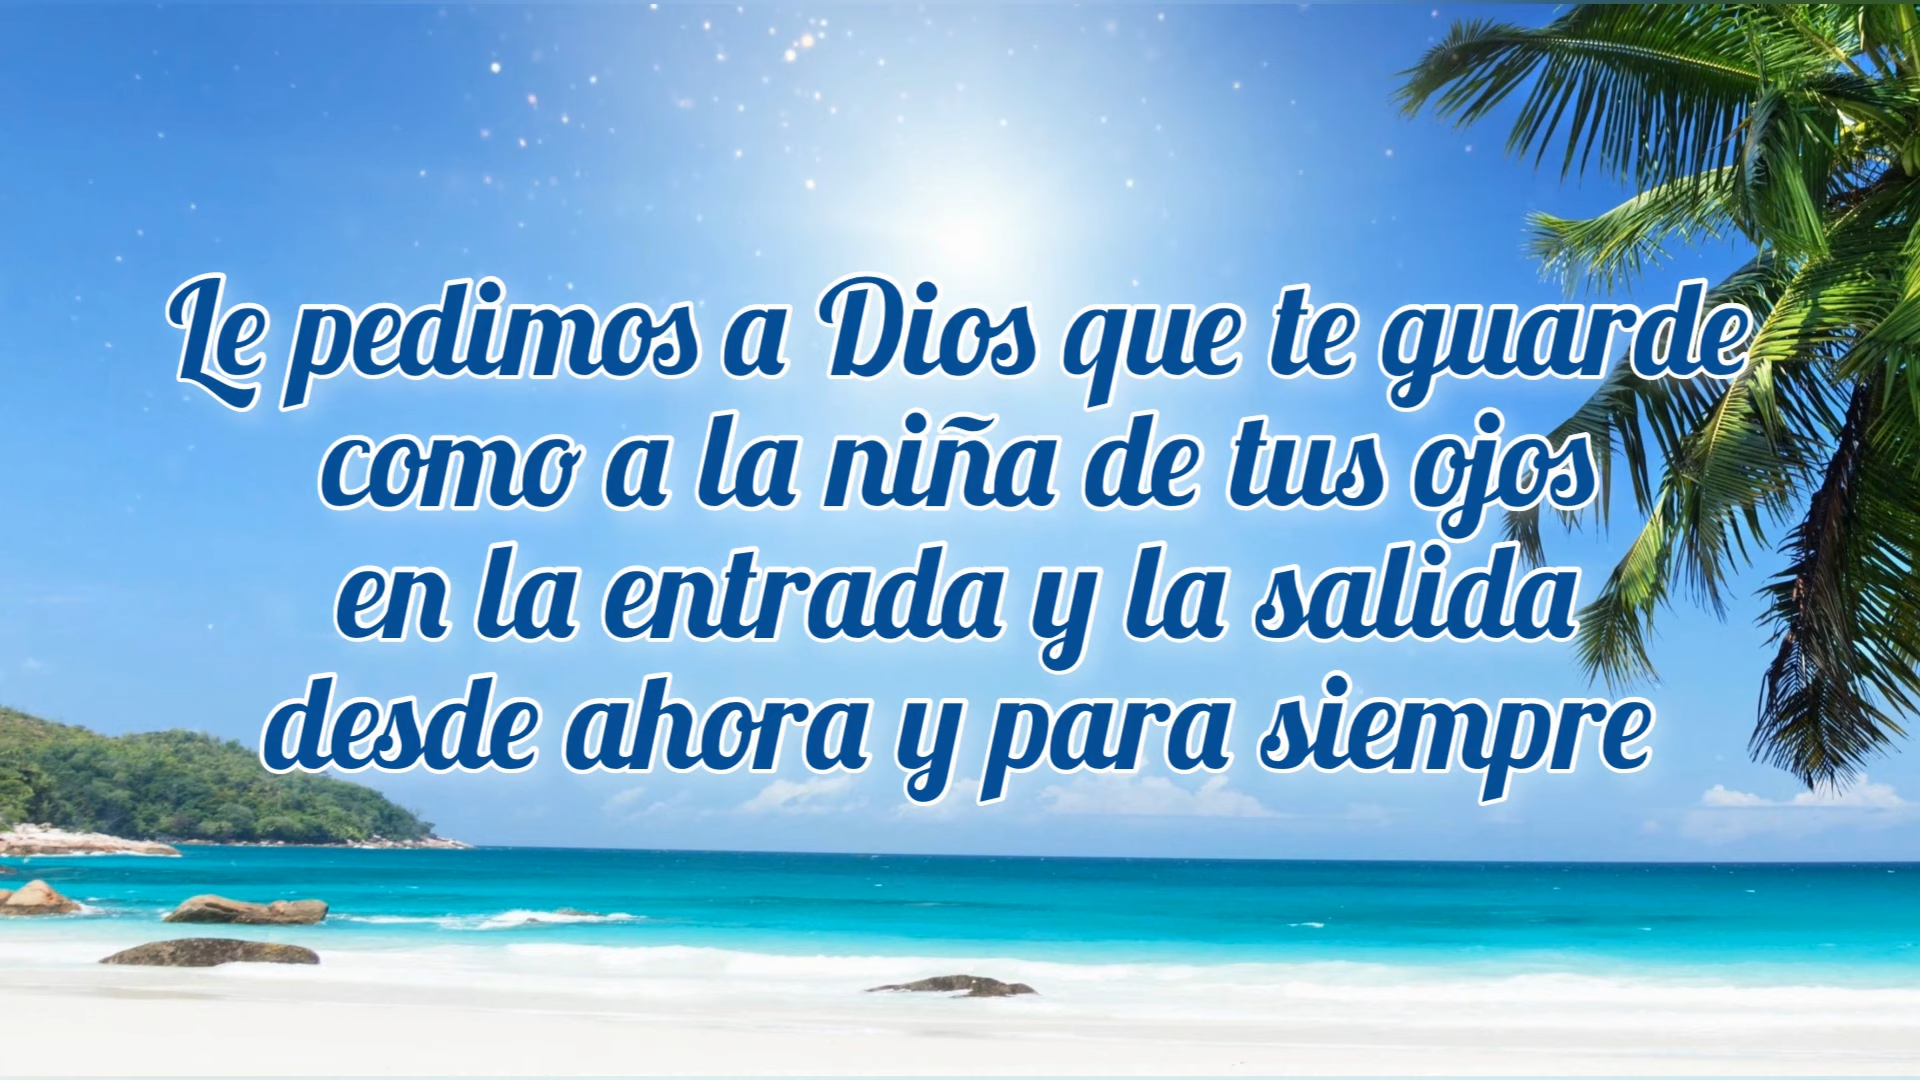 Le pedimos a Dios que te guarde
como a la niña de tus ojos
en la entrada y la salida
desde ahora y para siempre